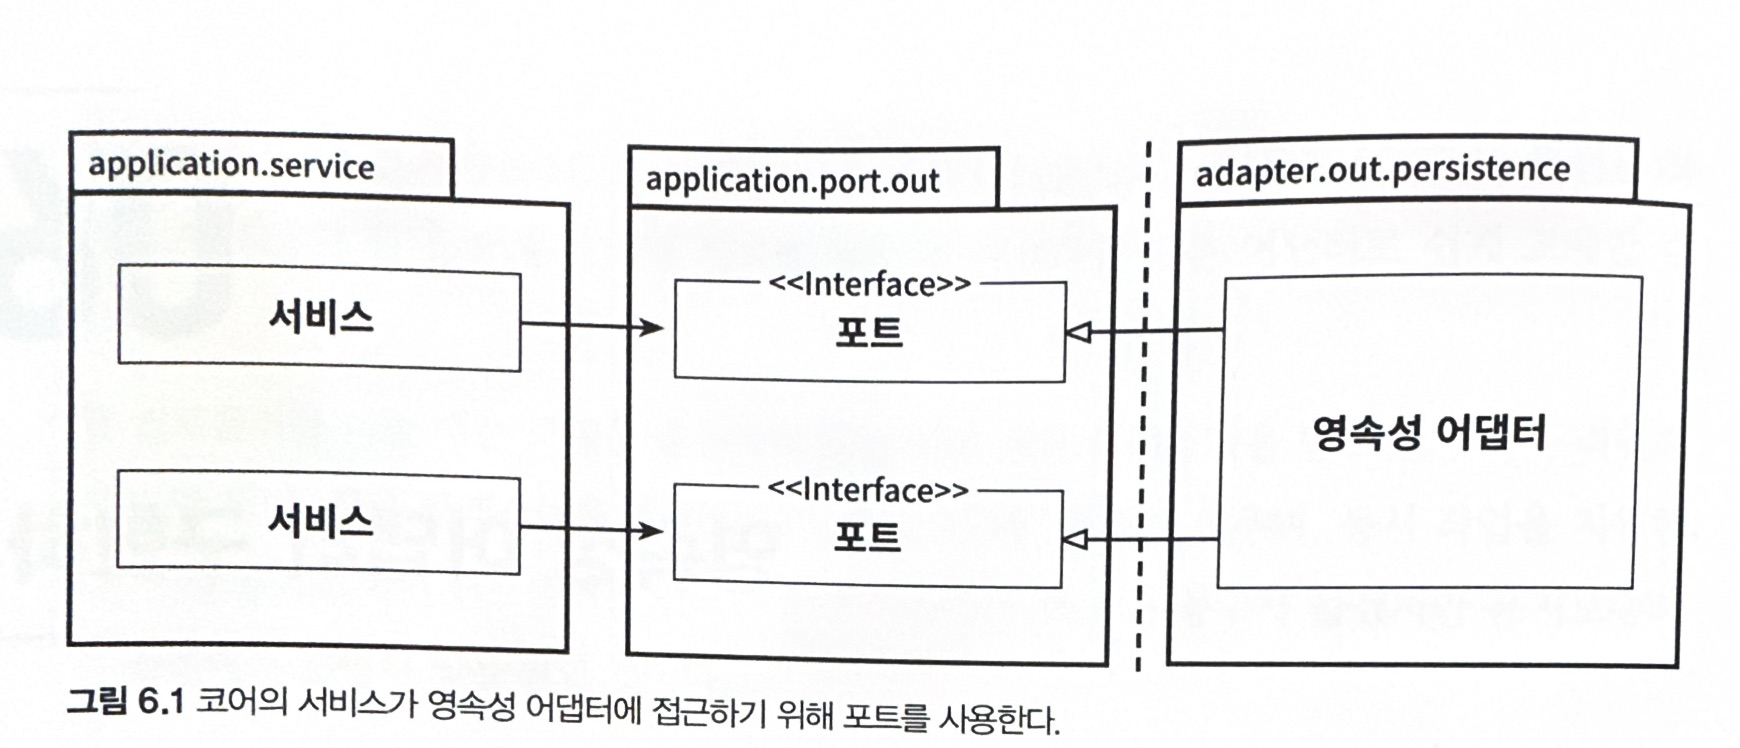 application.service
서비스
서비스
application.port.out
<<Interface>>
포트
<<Interface>>
포트
adapter.out.persistence
영속성 어댑터
그림 6.1 코어의 서비스가 영속성 어댑터에 접근하기 위해 포트를 사용한다.